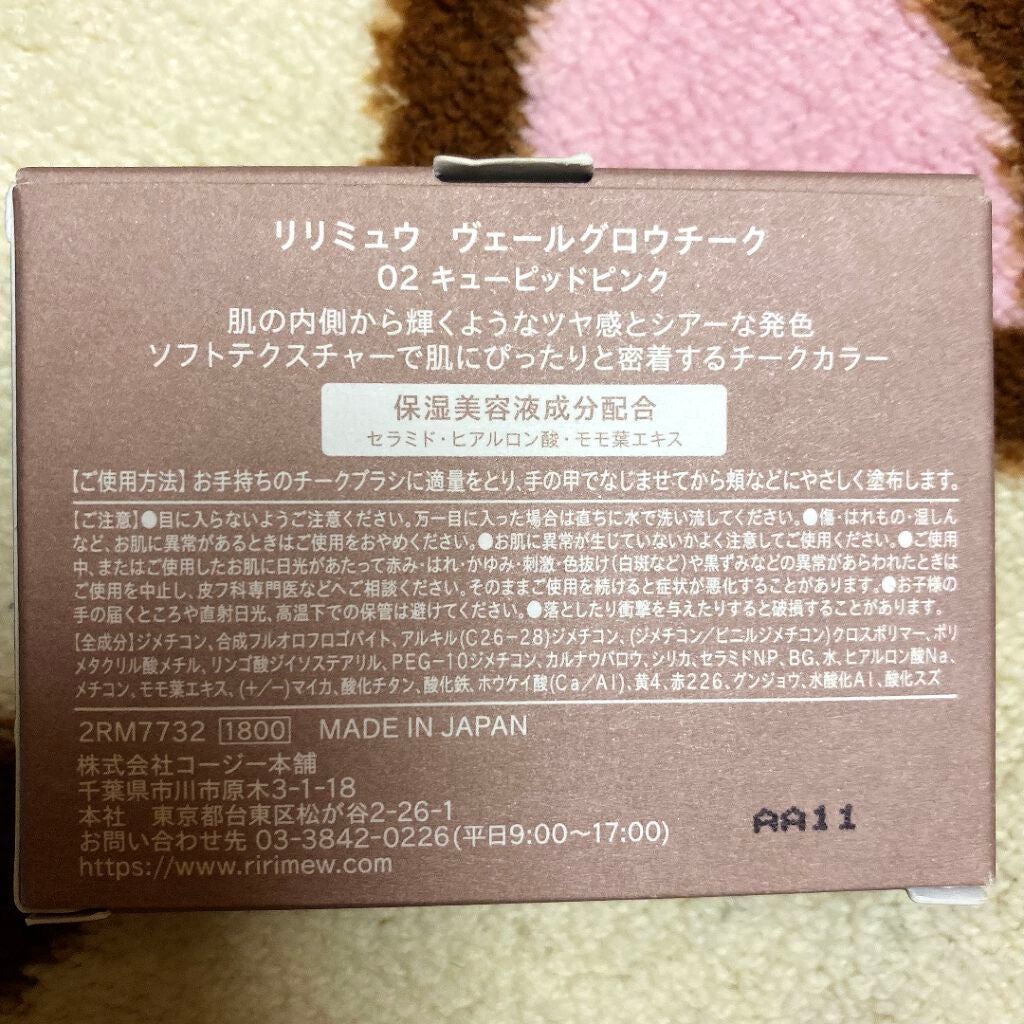 リリミュウ ヴェールグロウチーク
02 キューピッドピンク
肌の内側から輝くようなツヤ感とシアーな発色
ソフトテクスチャーで肌にぴったりと密着するチークカラー
保湿美容液成分配合
セラミド・ヒアルロン酸・モモ葉エキス
【ご使用方法】お手持ちのチークブラシに適量をとり、手の甲でなじませてから頬などにやさしく塗布します。
【ご注意】●目に入らないようご注意ください。万一目に入った場合は直ちに水で洗い流してください。●傷・はれもの・湿しん
など、お肌に異常があるときはご使用をおやめください。●お肌に異常が生じていないかよく注意してご使用ください。●ご使用
中、またはご使用したお肌に日光があたって赤み・はれ・かゆみ・刺激・色抜け(白斑など)や黒ずみなどの異常があらわれたときは
ご使用を中止し、皮フ科専門医などへご相談ください。そのままご使用を続けると症状が悪化することがあります。●お子様の
手の届くところや直射日光、高温下での保管は避けてください。●落としたり衝撃を与えたりすると破損することがあります。
【全成分】ジメチコン、合成フルオロフロゴパイト、アルキル(C26-28)ジメチコン、(ジメチコン/ビニルジメチコン)クロスポリマー、ポリ
メタクリル酸メチル、リンゴ酸ジイソステアリル、PEG-10ジメチコン、カルナウバロウ、シリカ、セラミドNP、BG、水、ヒアルロン酸Na、
メチコン、モモ葉エキス、(+/-)マイカ、酸化チタン、酸化鉄、ホウケイ酸(Ca/Al)、黄4、赤226、グンジョウ、水酸化Al、酸化スズ
2RM7732 1800 MADE IN JAPAN
株式会社コージー本舗
千葉県市川市原木3-1-18
本社 東京都台東区松が谷2-26-1
お問い合わせ先 03-3842-0226(平日9:00〜17:00)
https://www.ririmew.com
AA11